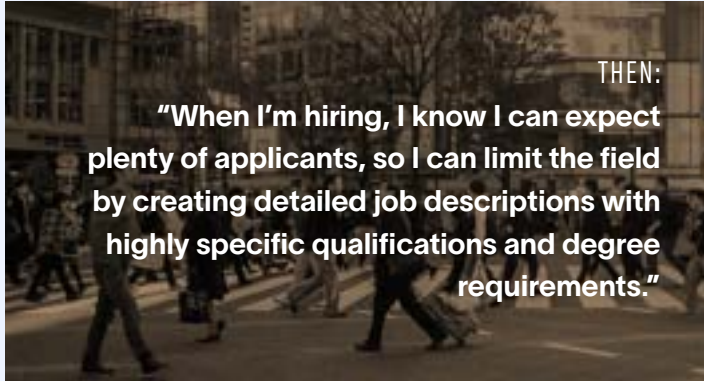 THEN:
“When I’m hiring, I know I can expect
plenty of applicants, so I can limit the field
by creating detailed job descriptions with
highly specific qualifications and degree
requirements.”